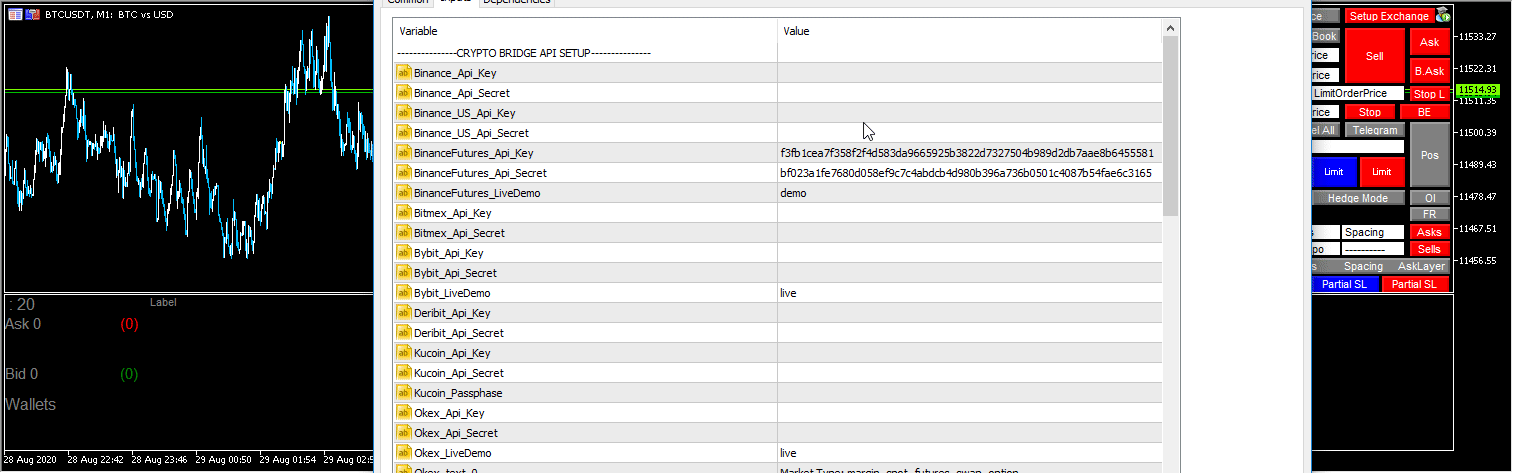 BTCUSDT, M1: BTC vs USD
: 20
Label
Ask 0 (0)
Bid 0 (0)
Wallets
28 Aug 2020 28 Aug 22:42 28 Aug 23:46 29 Aug 00:50 29 Aug 01:54 29 Aug 02:5
Common Inputs Dependencies
Variable Value
---------------CRYPTO BRIDGE API SETUP---------------
Binance_Api_Key
Binance_Api_Secret
Binance_US_Api_Key
Binance_US_Api_Secret
BinanceFutures_Api_Key f3fb1cea7f358f2f4d583da9665925b3822d7327504b989d2db7aae8b6455581
BinanceFutures_Api_Secret bf023a1fe7680d058ef9c7c4abdcb4d980b396a736b0501c4087b54fae6c3165
BinanceFutures_LiveDemo demo
Bitmex_Api_Key
Bitmex_Api_Secret
Bybit_Api_Key
Bybit_Api_Secret
Bybit_LiveDemo live
Deribit_Api_Key
Deribit_Api_Secret
Kucoin_Api_Key
Kucoin_Api_Secret
Kucoin_Passphase
Okex_Api_Key
Okex_Api_Secret
Okex_LiveDemo live
Okex_text_0 Market Type: margin, spot, futures, swap, option
ce Setup Exchange
Book Sell Ask
rice
rice B.Ask
LimitOrderPrice Stop L
rice Stop BE
el All Telegram
Pos
Limit Limit
Hedge Mode OI
FR
s Spacing Asks
po ---------- Sells
s Spacing AskLayer
Partial SL Partial SL
11533.27
11522.31
11514.93
11511.35
11500.39
11489.43
11478.47
11467.51
11456.55